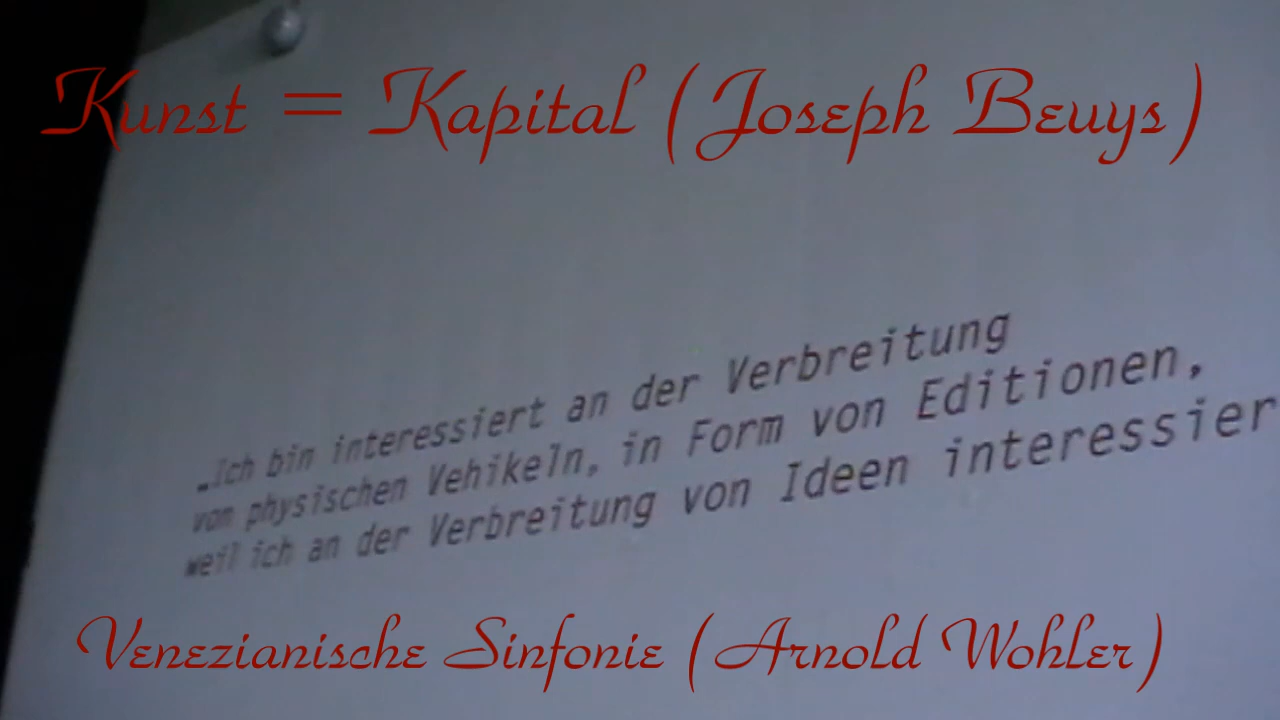 Kunst = Kapital (Joseph Beuys)
„Ich bin interessiert an der Verbreitung
von physischen Vehikeln, in Form von Editionen,
weil ich an der Verbreitung von Ideen interessier
Venezianische Sinfonie (Arnold Wohler)